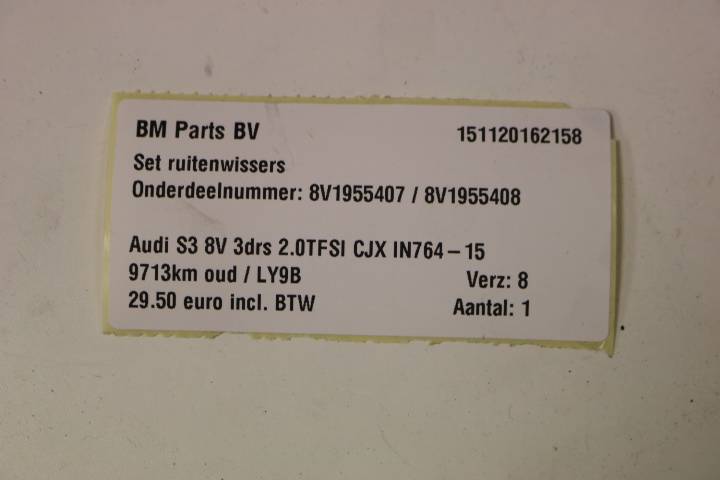 BM Parts BV 151120162158
Set ruitenwissers
Onderdeelnummer: 8V1955407 / 8V1955408
Audi S3 8V 3drs 2.0TFSI CJX IN764-15
9713km oud / LY9B Verz: 8
29.50 euro incl. BTW Aantal: 1